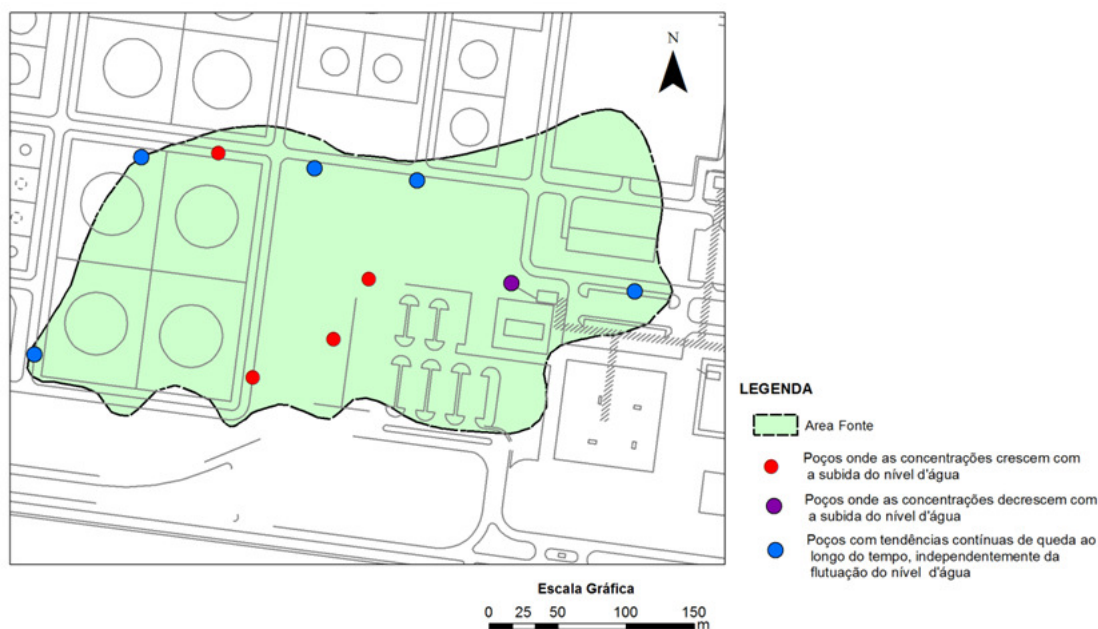 N
LEGENDA
Area Fonte
Poços onde as concentrações crescem com
a subida do nível d'água
Poços onde as concentrações decrescem com
a subida do nível d'água
Poços com tendências contínuas de queda ao
longo do tempo, independentemente da
flutuação do nível d'água
Escala Gráfica
0 25 50 100 150
m